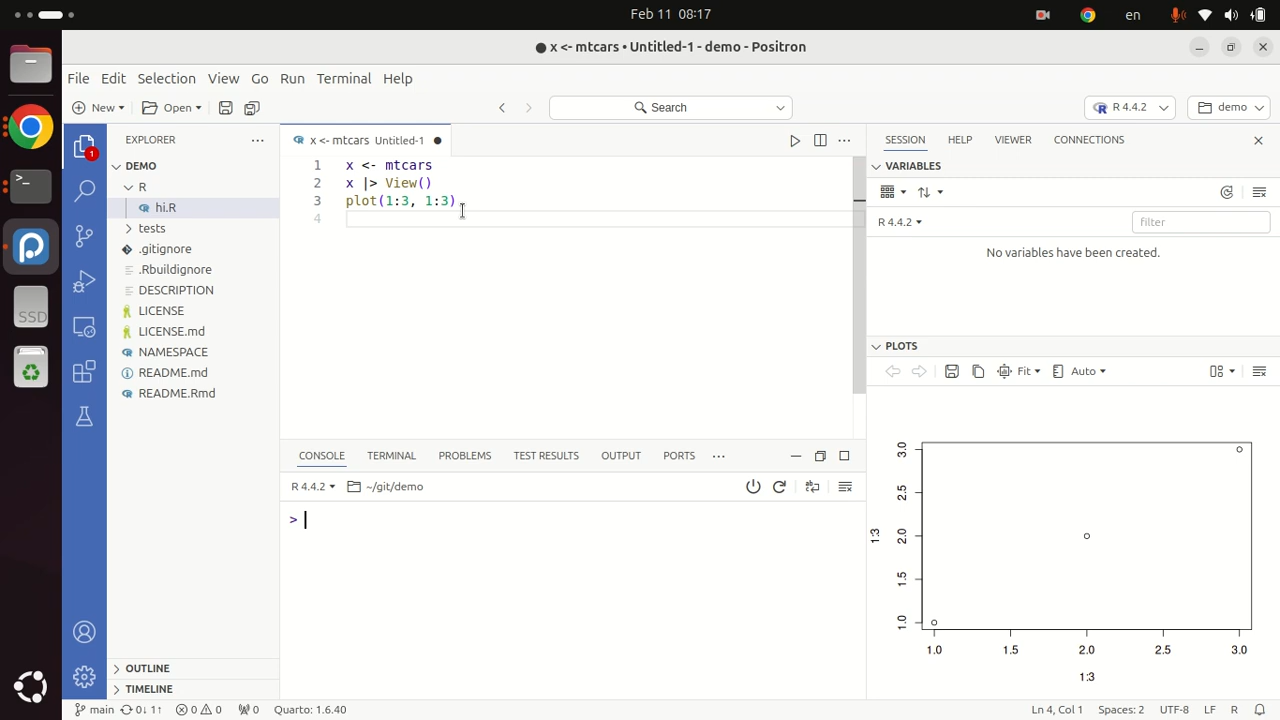 Feb 11 08:17
en
x <- mtcars • Untitled-1 - demo - Positron
File Edit Selection View Go Run Terminal Help
New Open Search R 4.4.2 demo
EXPLORER
x <- mtcars Untitled-1
SESSION HELP VIEWER CONNECTIONS
1
DEMO
R
hi.R
tests
.gitignore
.Rbuildignore
DESCRIPTION
LICENSE
LICENSE.md
NAMESPACE
README.md
README.Rmd
OUTLINE
TIMELINE
SSD
1 x <- mtcars
2 x |> View()
3 plot(1:3, 1:3)
4
CONSOLE TERMINAL PROBLEMS TEST RESULTS OUTPUT PORTS
R 4.4.2 ~/git/demo
>
VARIABLES
R 4.4.2 filter
No variables have been created.
PLOTS
Fit Auto
1:3
3.0
2.5
2.0
1.5
1.0
1.0 1.5 2.0 2.5 3.0
1:3
main 0↓ 1↑ 0 0 0 Quarto: 1.6.40
Ln 4, Col 1 Spaces: 2 UTF-8 LF R